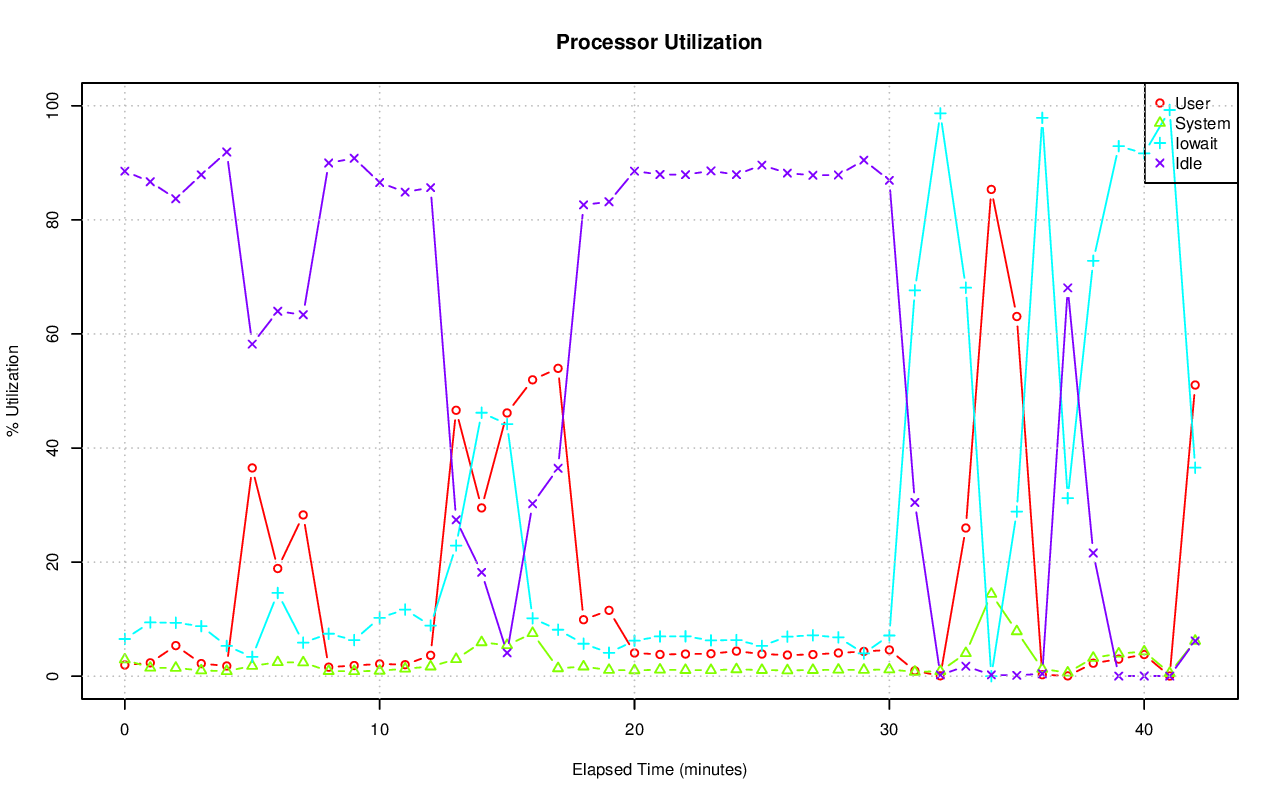 Processor Utilization
% Utilization
100
80
60
40
20
0
User
System
Iowait
Idle
0 10 20 30 40
Elapsed Time (minutes)